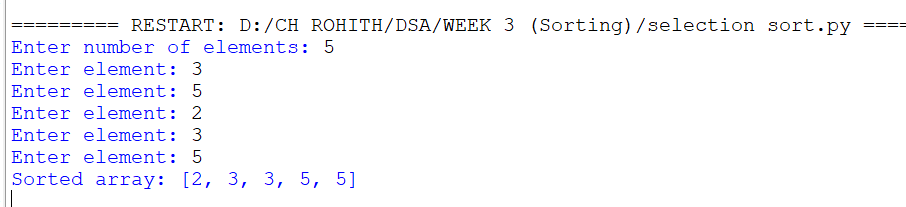 ========= RESTART: D:/CH ROHITH/DSA/WEEK 3 (Sorting)/selection sort.py ====
Enter number of elements: 5
Enter element: 3
Enter element: 5
Enter element: 2
Enter element: 3
Enter element: 5
Sorted array: [2, 3, 3, 5, 5]